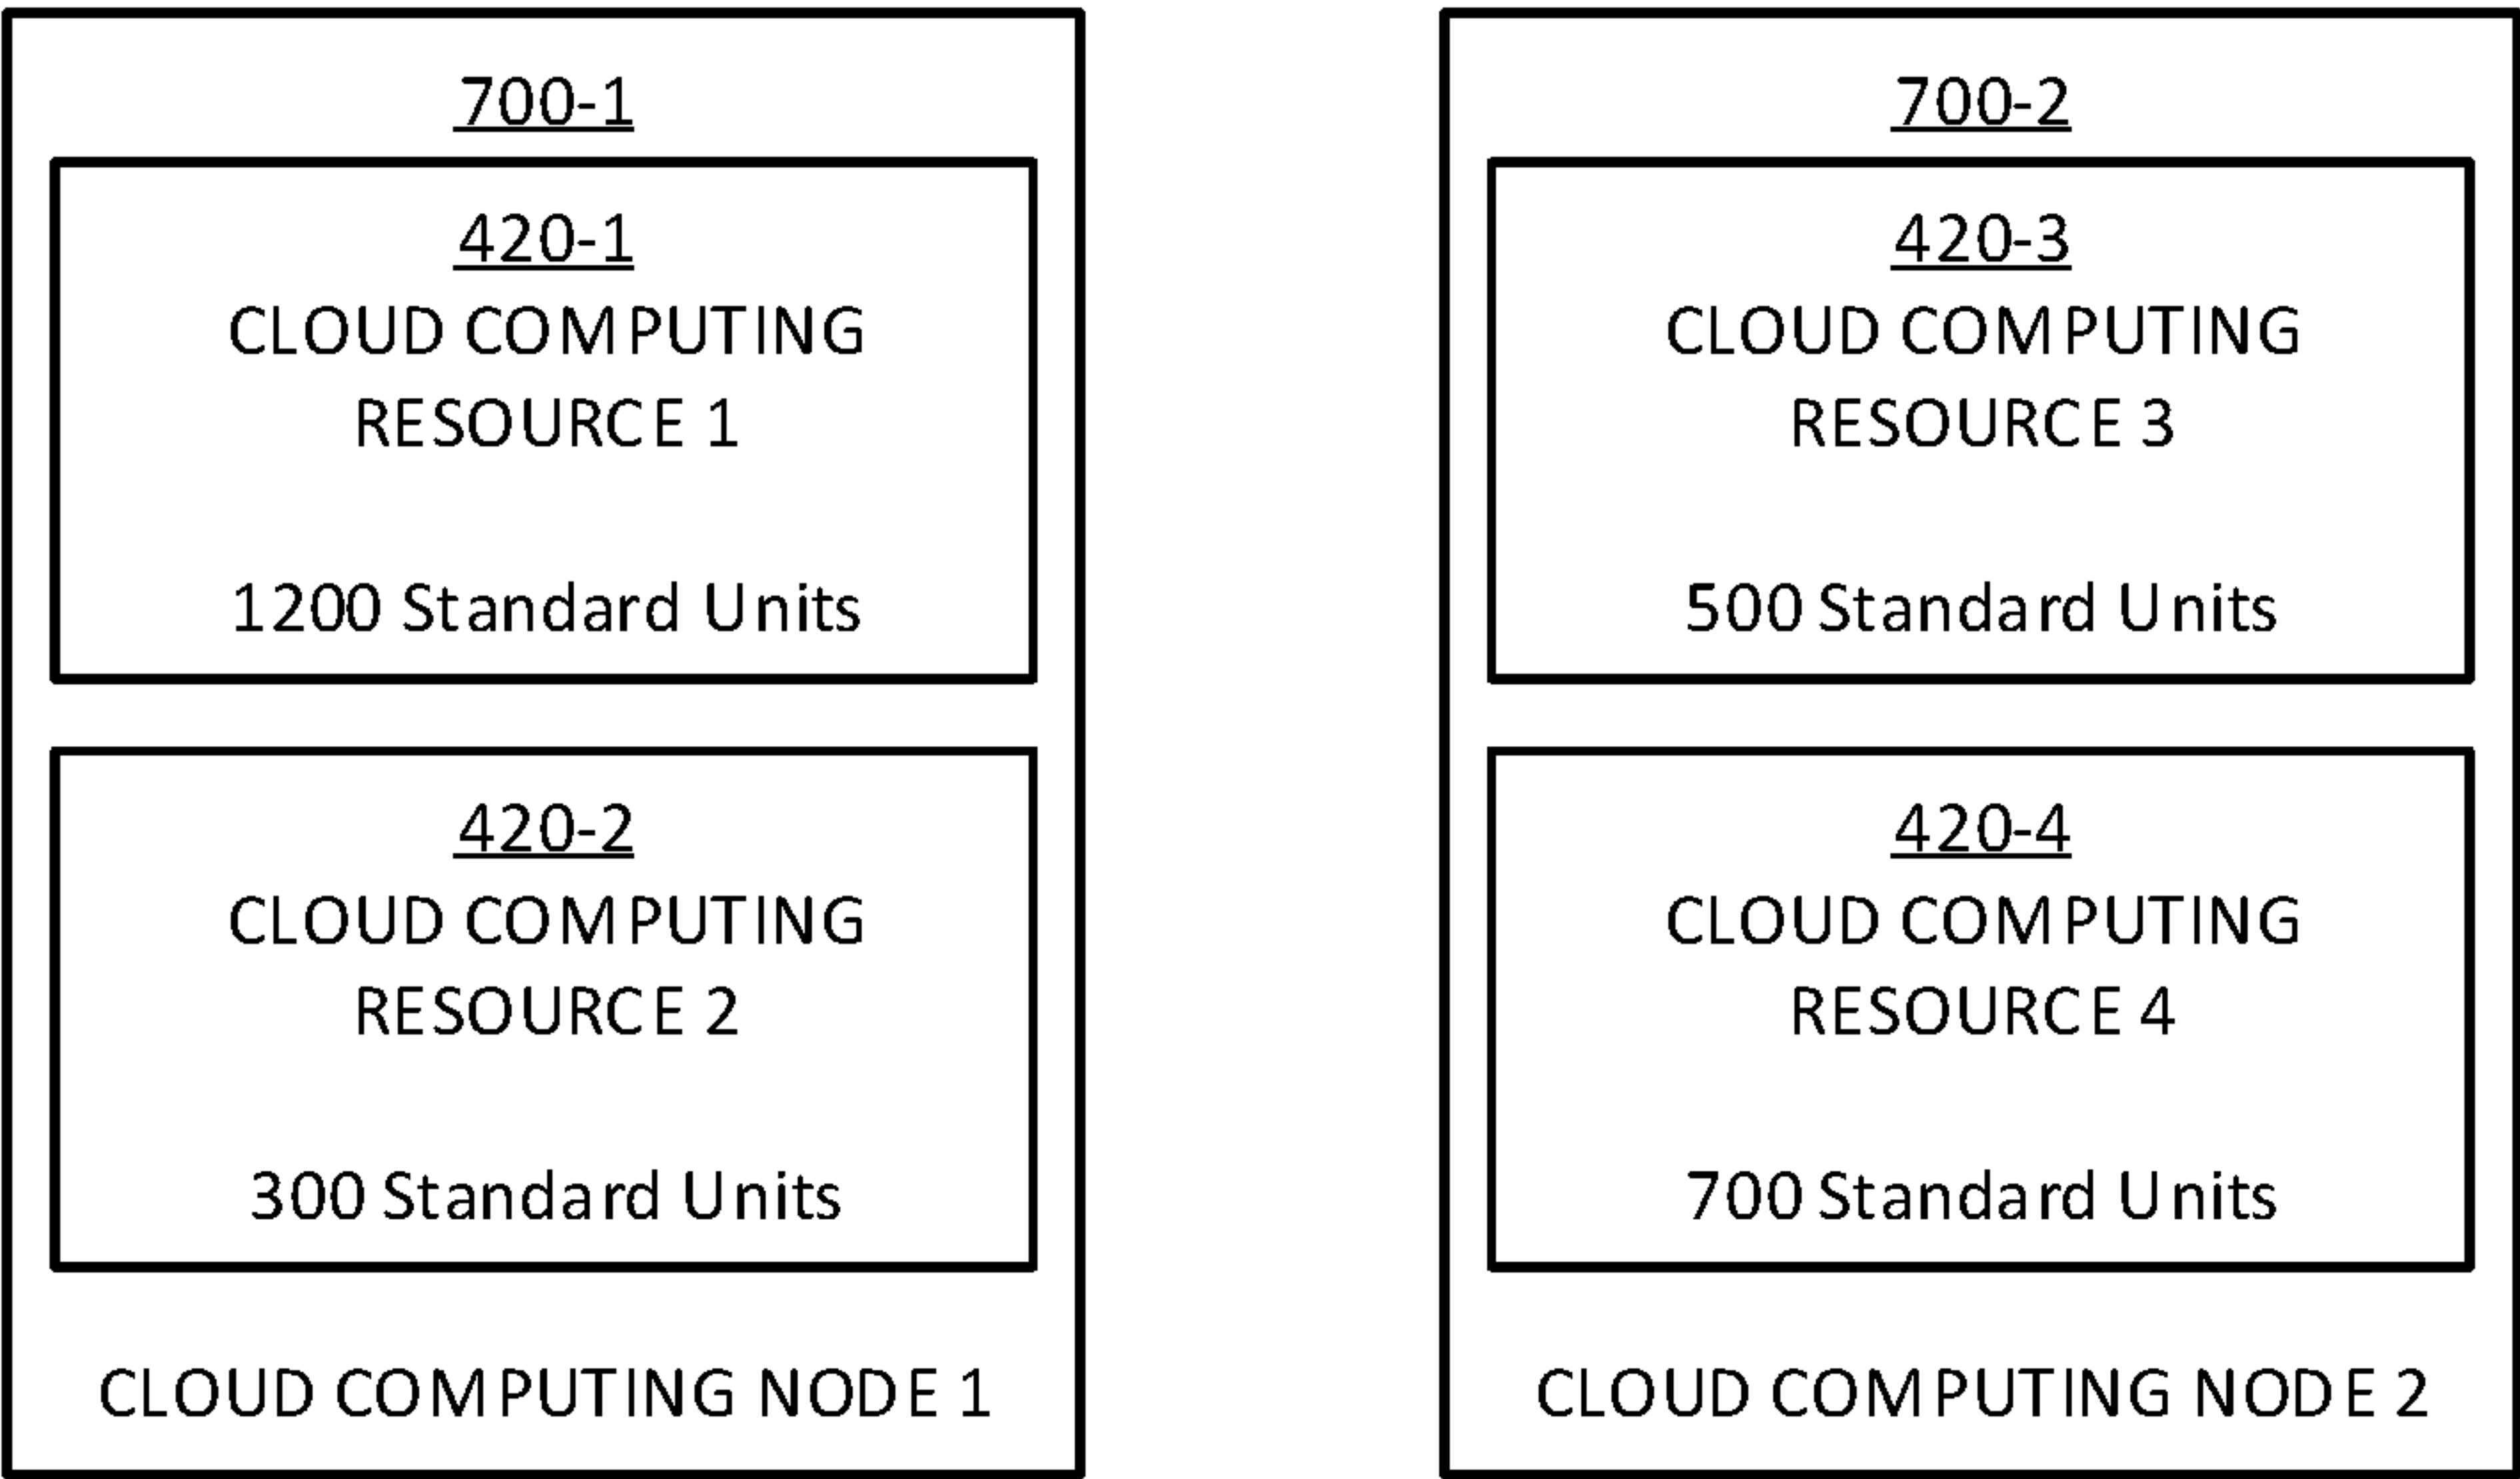 700-1
420-1
CLOUD COMPUTING
RESOURCE 1
1200 Standard Units
420-2
CLOUD COMPUTING
RESOURCE 2
300 Standard Units
CLOUD COMPUTING NODE 1
700-2
420-3
CLOUD COMPUTING
RESOURCE 3
500 Standard Units
420-4
CLOUD COMPUTING
RESOURCE 4
700 Standard Units
CLOUD COMPUTING NODE 2